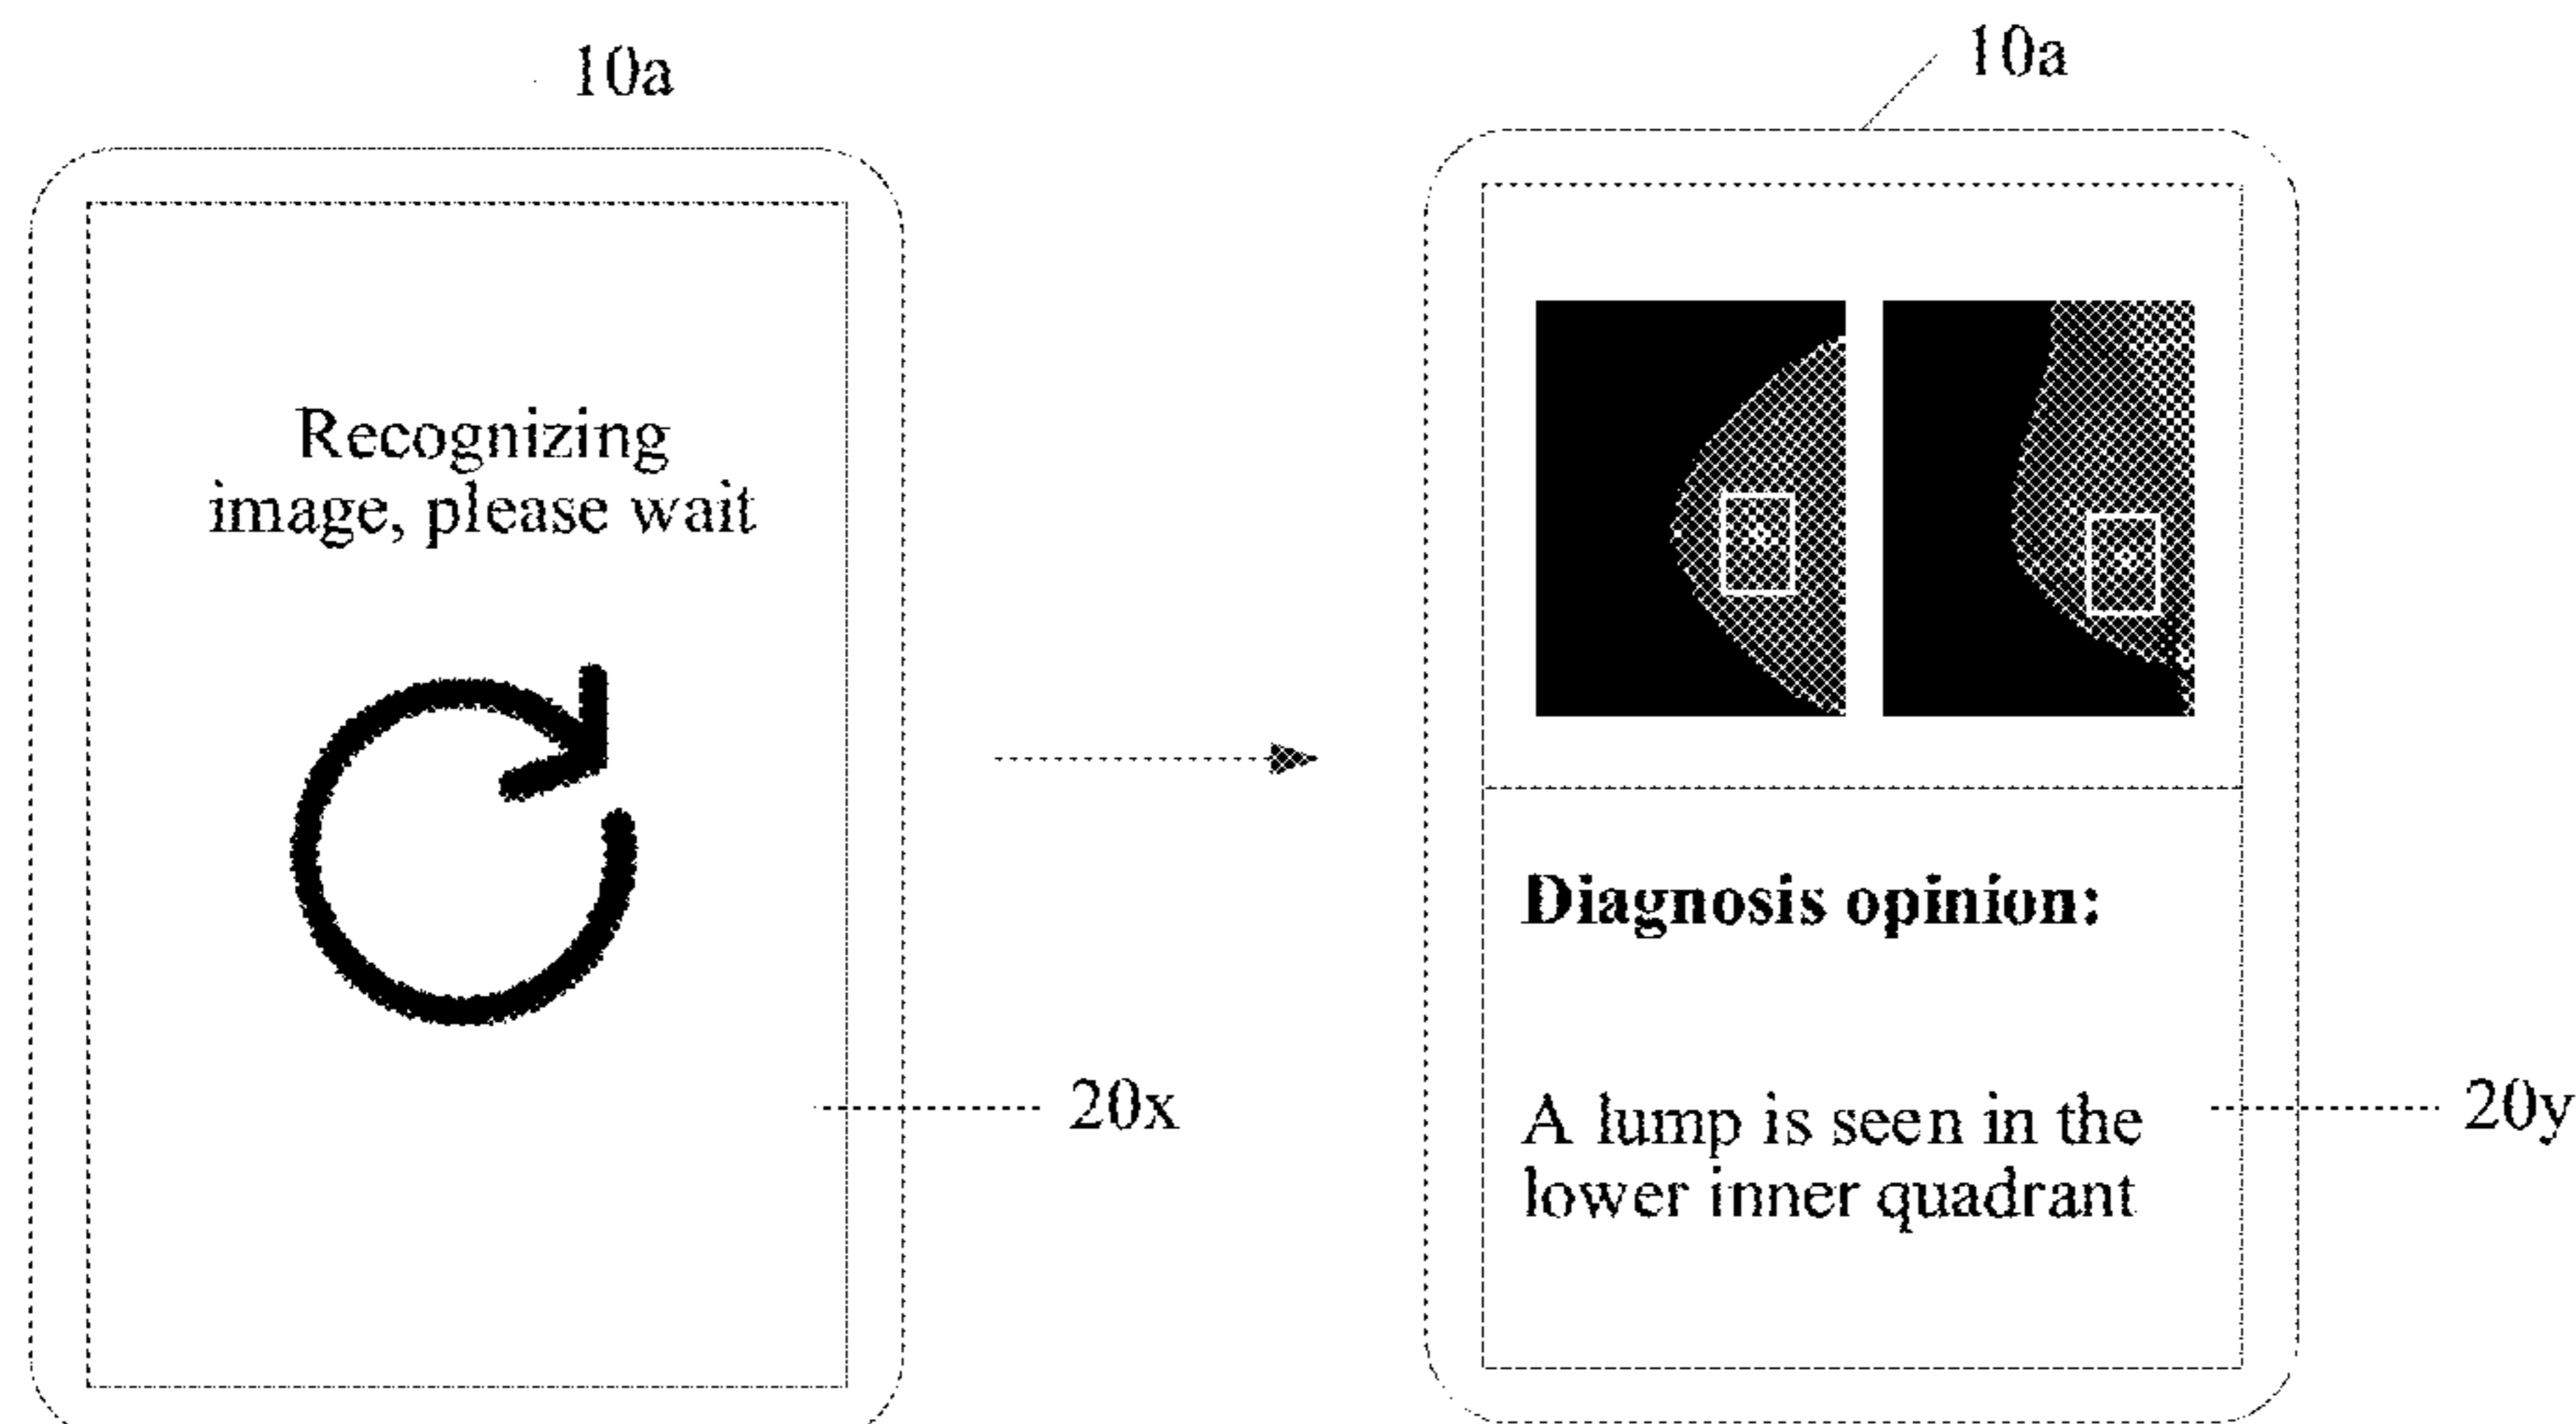 10a
Recognizing
image, please wait
20x
10a
Diagnosis opinion:
A lump is seen in the
lower inner quadrant
20y